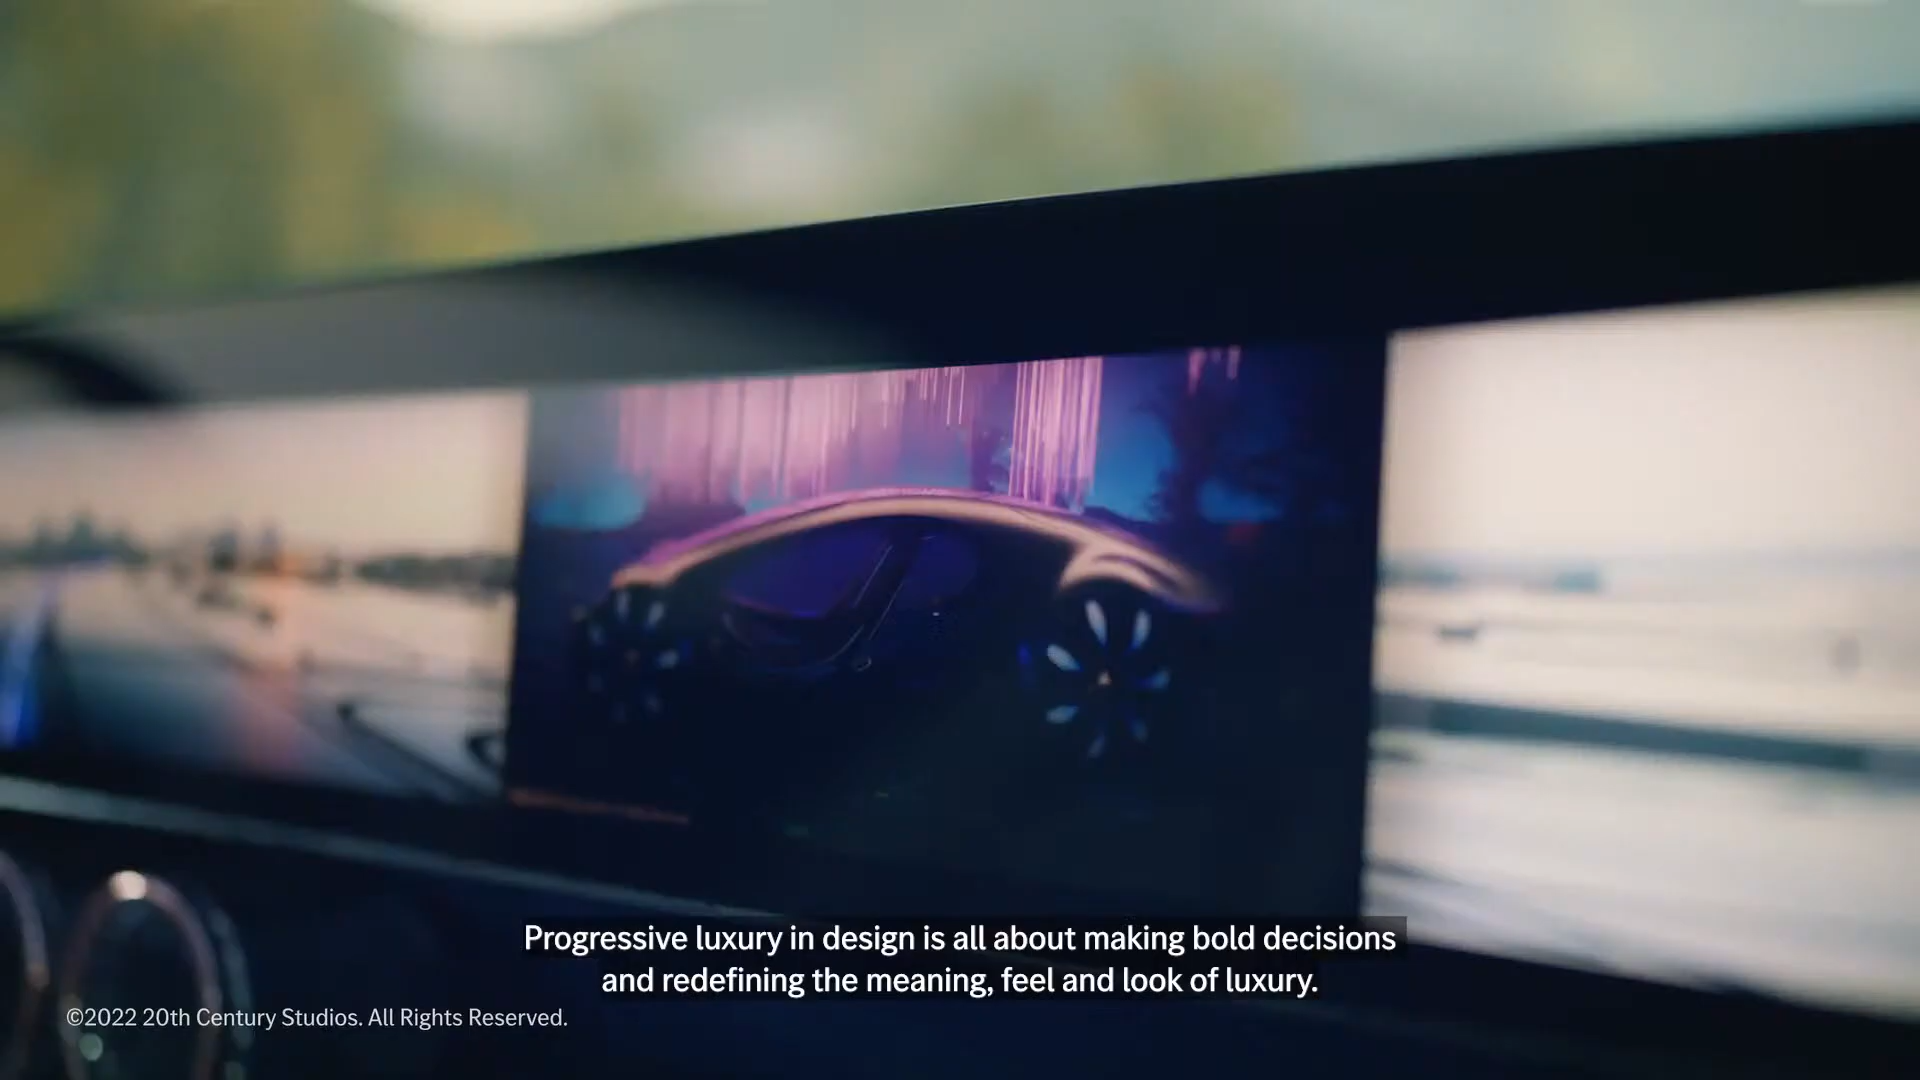 Progressive luxury in design is all about making bold decisions
and redefining the meaning, feel and look of luxury.
©2022 20th Century Studios. All Rights Reserved.